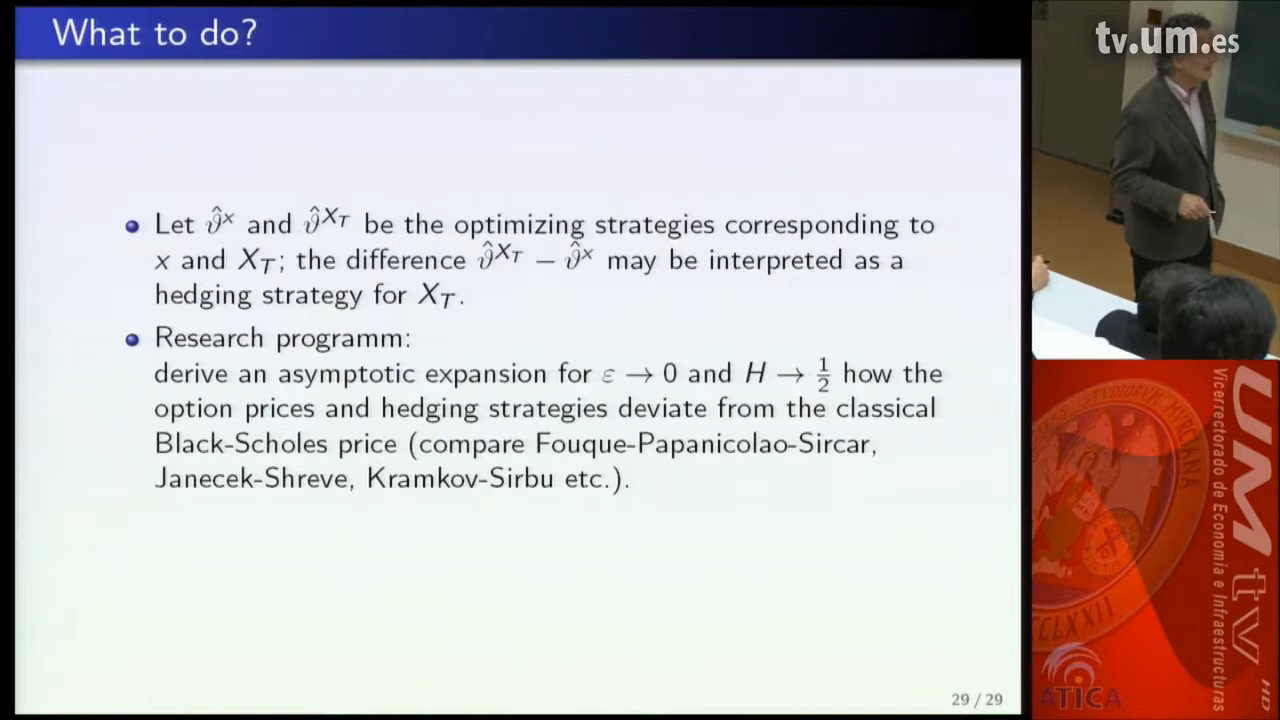 What to do?
Let ϑ̂ˣ and ϑ̂^{X_T} be the optimizing strategies corresponding to
x and X_T; the difference ϑ̂^{X_T} − ϑ̂ˣ may be interpreted as a
hedging strategy for X_T.
Research programm:
derive an asymptotic expansion for ε → 0 and H → 1/2 how the
option prices and hedging strategies deviate from the classical
Black-Scholes price (compare Fouque-Papanicolao-Sircar,
Janecek-Shreve, Kramkov-Sirbu etc.).
29 / 29
tv.um.es
UMtv
HD
Vicerrectorado de Economía e Infraestructuras
ATICA